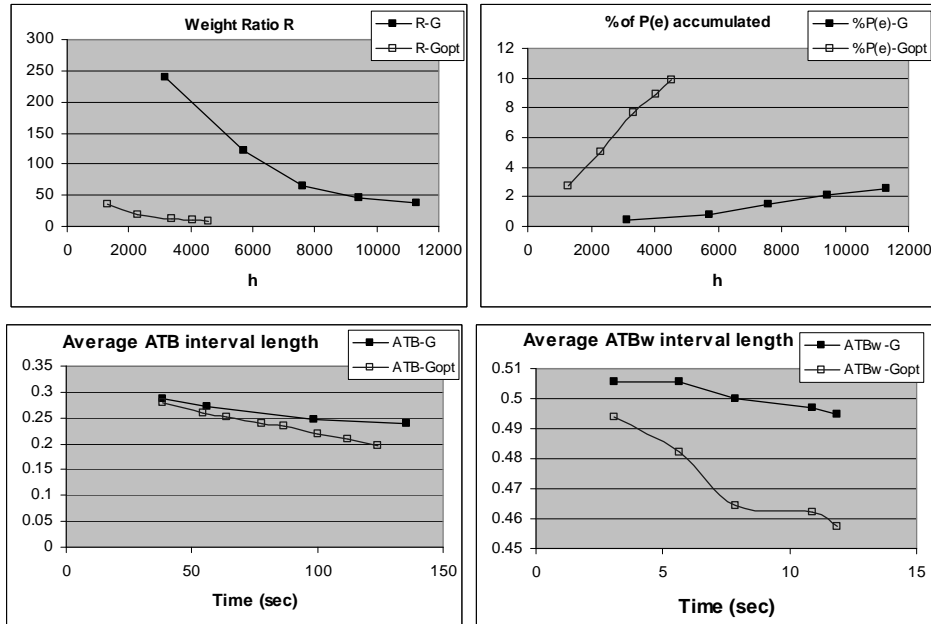 Weight Ratio R
R-G
R-Gopt
300
250
200
150
100
50
0
0 2000 4000 6000 8000 10000 12000
h
% of P(e) accumulated
%P(e)-G
%P(e)-Gopt
12
10
8
6
4
2
0
0 2000 4000 6000 8000 10000 12000
h
Average ATB interval length
ATB-G
ATB-Gopt
0.35
0.3
0.25
0.2
0.15
0.1
0.05
0
0 50 100 150
Time (sec)
Average ATBw interval length
ATBw -G
ATBw -Gopt
0.51
0.5
0.49
0.48
0.47
0.46
0.45
0 5 10 15
Time (sec)